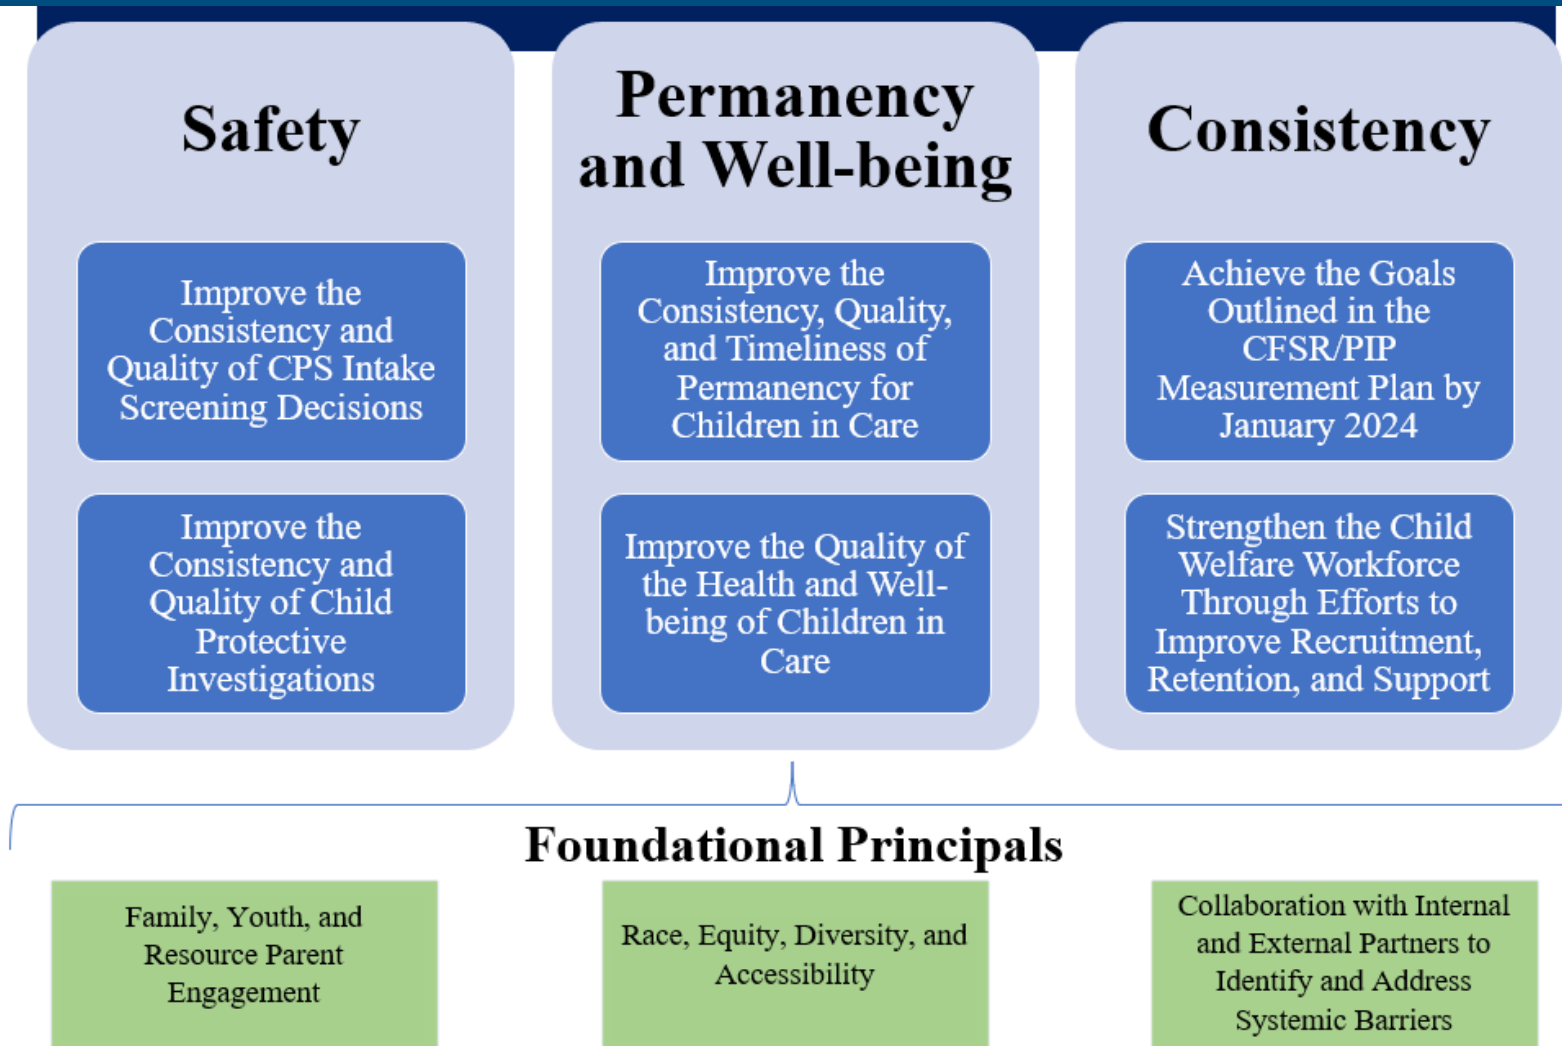 Safety
Improve the
Consistency and
Quality of CPS Intake
Screening Decisions
Improve the
Consistency and
Quality of Child
Protective
Investigations
Permanency
and Well-being
Improve the
Consistency, Quality,
and Timeliness of
Permanency for
Children in Care
Improve the Quality of
the Health and Well-
being of Children in
Care
Consistency
Achieve the Goals
Outlined in the
CFSR/PIP
Measurement Plan by
January 2024
Strengthen the Child
Welfare Workforce
Through Efforts to
Improve Recruitment,
Retention, and Support
Foundational Principals
Family, Youth, and
Resource Parent
Engagement
Race, Equity, Diversity, and
Accessibility
Collaboration with Internal
and External Partners to
Identify and Address
Systemic Barriers